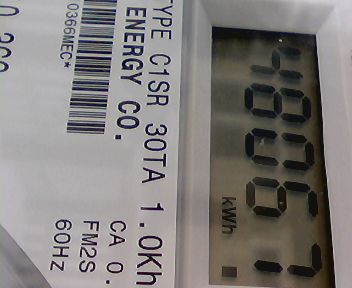 48067
kWh
TYPE C1SR 30TA 1.0Kh
ENERGY CO. CA 0.
FM2S
60Hz
0366MEC*